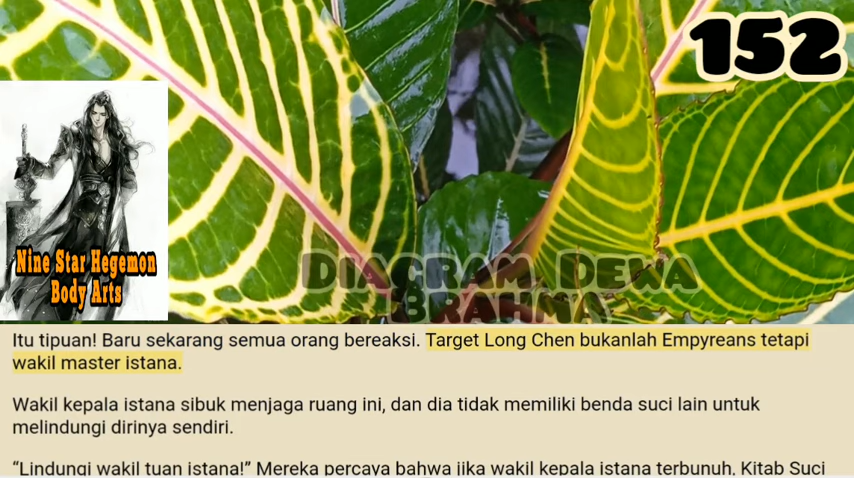 152
Nine Star Hegemon
Body Arts
Diagram Dewa
Brahma
Itu tipuan! Baru sekarang semua orang bereaksi. Target Long Chen bukanlah Empyreans tetapi
wakil master istana.
Wakil kepala istana sibuk menjaga ruang ini, dan dia tidak memiliki benda suci lain untuk
melindungi dirinya sendiri.
“Lindungi wakil tuan istana!” Mereka percaya bahwa jika wakil kepala istana terbunuh, Kitab Suci